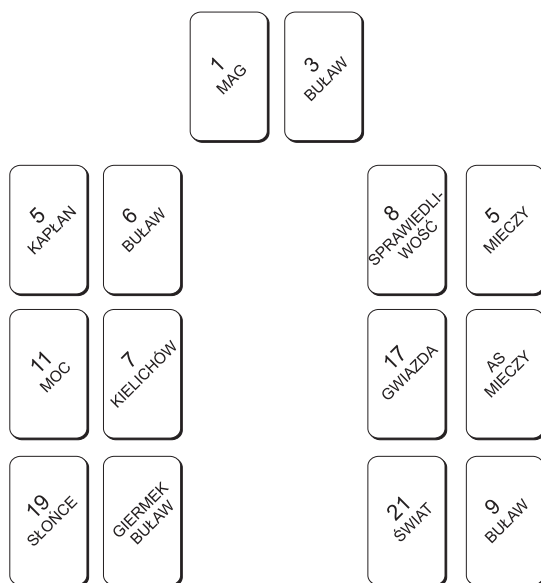 1
MAG
3
BUŁAW
5
KAPŁAN
6
BUŁAW
8
SPRAWIEDLI-
WOŚĆ
5
MIECZY
11
MOC
7
KIELICHÓW
17
GWIAZDA
AS
MIECZY
19
SŁOŃCE
GIERMEK
BUŁAW
21
ŚWIAT
9
BUŁAW